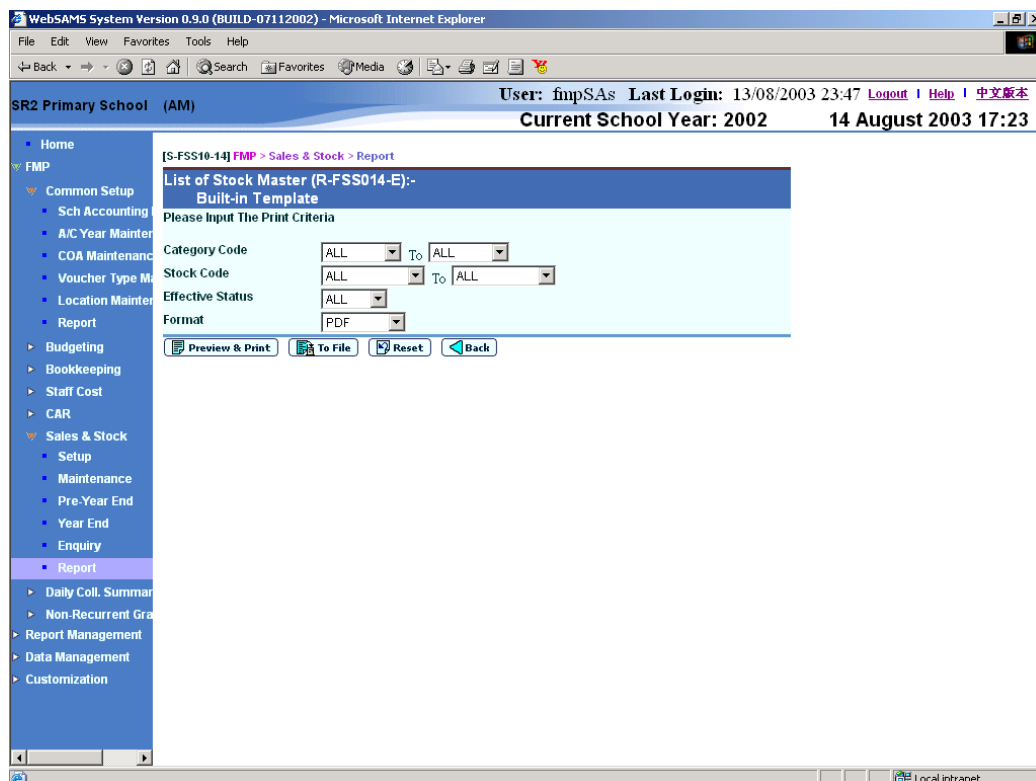 WebSAMS System Version 0.9.0 (BUILD-07112002) - Microsoft Internet Explorer
File Edit View Favorites Tools Help
Back Search Favorites Media
SR2 Primary School (AM)
User: fmpSAs Last Login: 13/08/2003 23:47 Logout | Help | 中文版本
Current School Year: 2002 14 August 2003 17:23
Home
FMP
Common Setup
Sch Accounting
A/C Year Mainter
COA Maintenanc
Voucher Type Ma
Location Mainter
Report
Budgeting
Bookkeeping
Staff Cost
CAR
Sales & Stock
Setup
Maintenance
Pre-Year End
Year End
Enquiry
Report
Daily Coll. Summar
Non-Recurrent Gra
Report Management
Data Management
Customization
[S-FSS10-14] FMP > Sales & Stock > Report
List of Stock Master (R-FSS014-E):-
Built-in Template
Please Input The Print Criteria
Category Code ALL To ALL
Stock Code ALL To ALL
Effective Status ALL
Format PDF
Preview & Print To File Reset Back
Local intranet